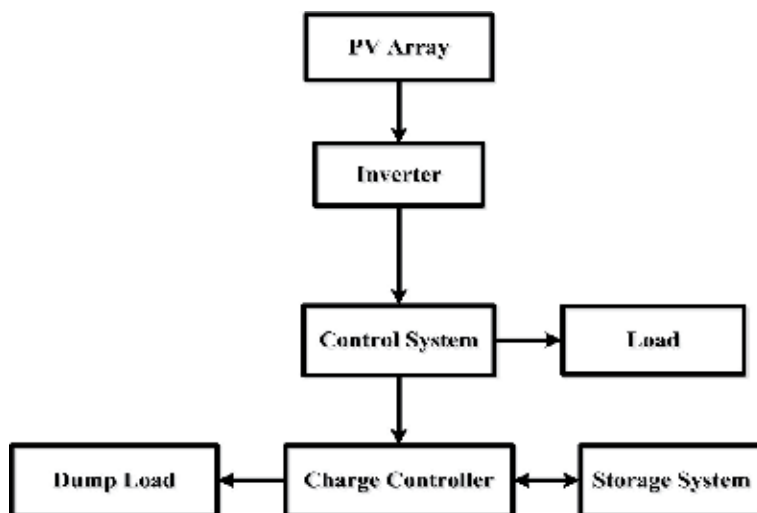 PV Array
Inverter
Control System
Load
Dump Load
Charge Controller
Storage System